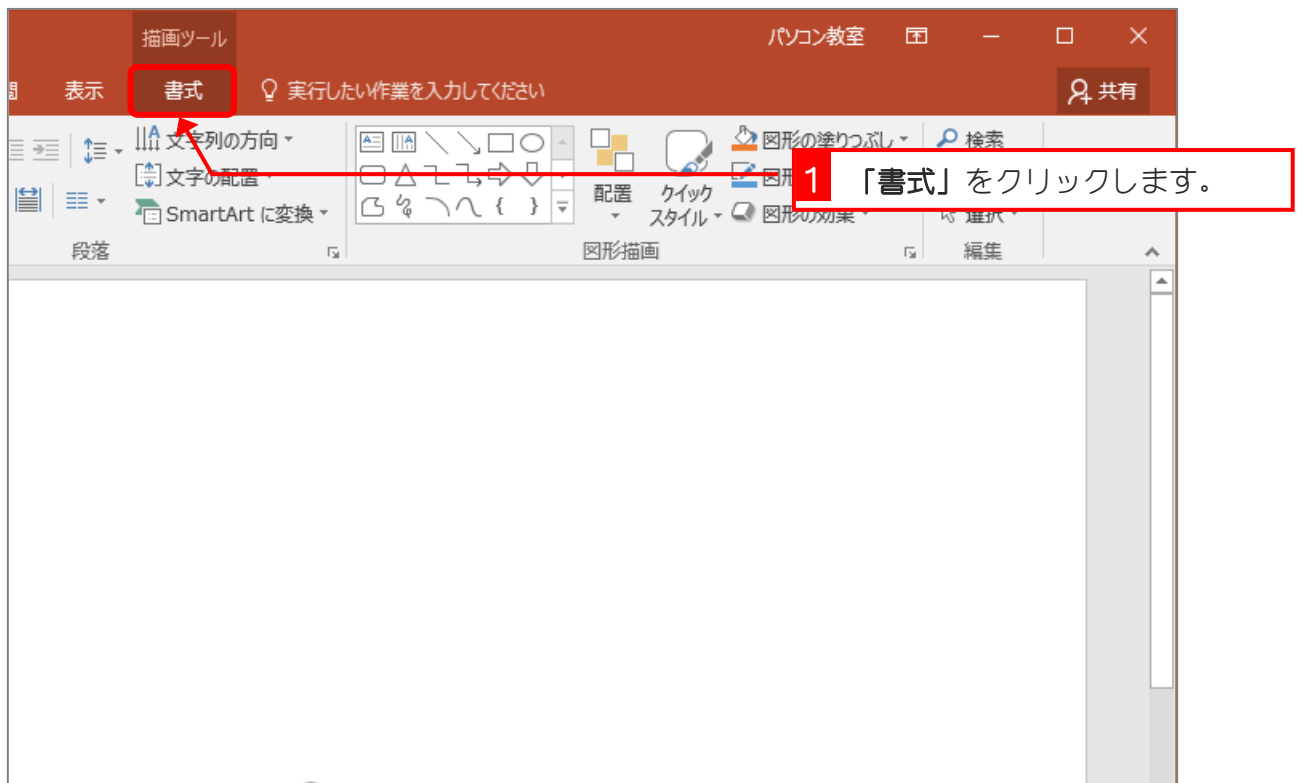 描画ツール
パソコン教室
表示
書式
実行したい作業を入力してください
共有
文字列の方向
文字の配置
SmartArt に変換
段落
配置
クイック
スタイル
図形の塗りつぶし
図形の効果
図形描画
検索
選択
編集
1 「書式」をクリックします。